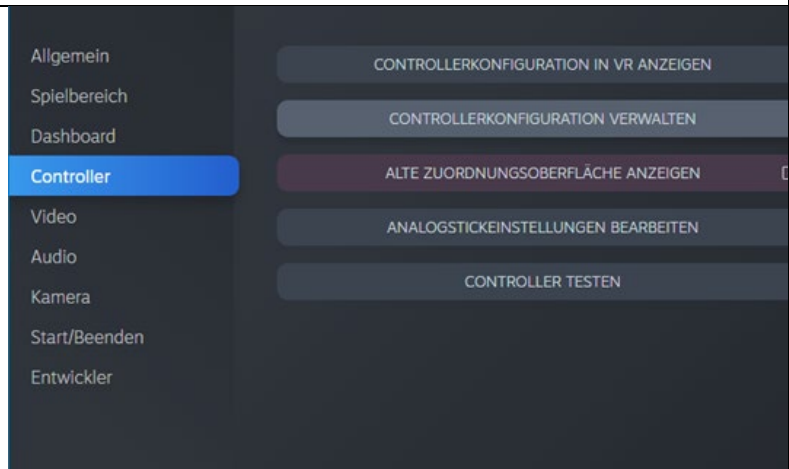 Allgemein
Spielbereich
Dashboard
Controller
Video
Audio
Kamera
Start/Beenden
Entwickler
CONTROLLERKONFIGURATION IN VR ANZEIGEN
CONTROLLERKONFIGURATION VERWALTEN
ALTE ZUORDNUNGSOBERFLÄCHE ANZEIGEN
ANALOGSTICKEINSTELLUNGEN BEARBEITEN
CONTROLLER TESTEN